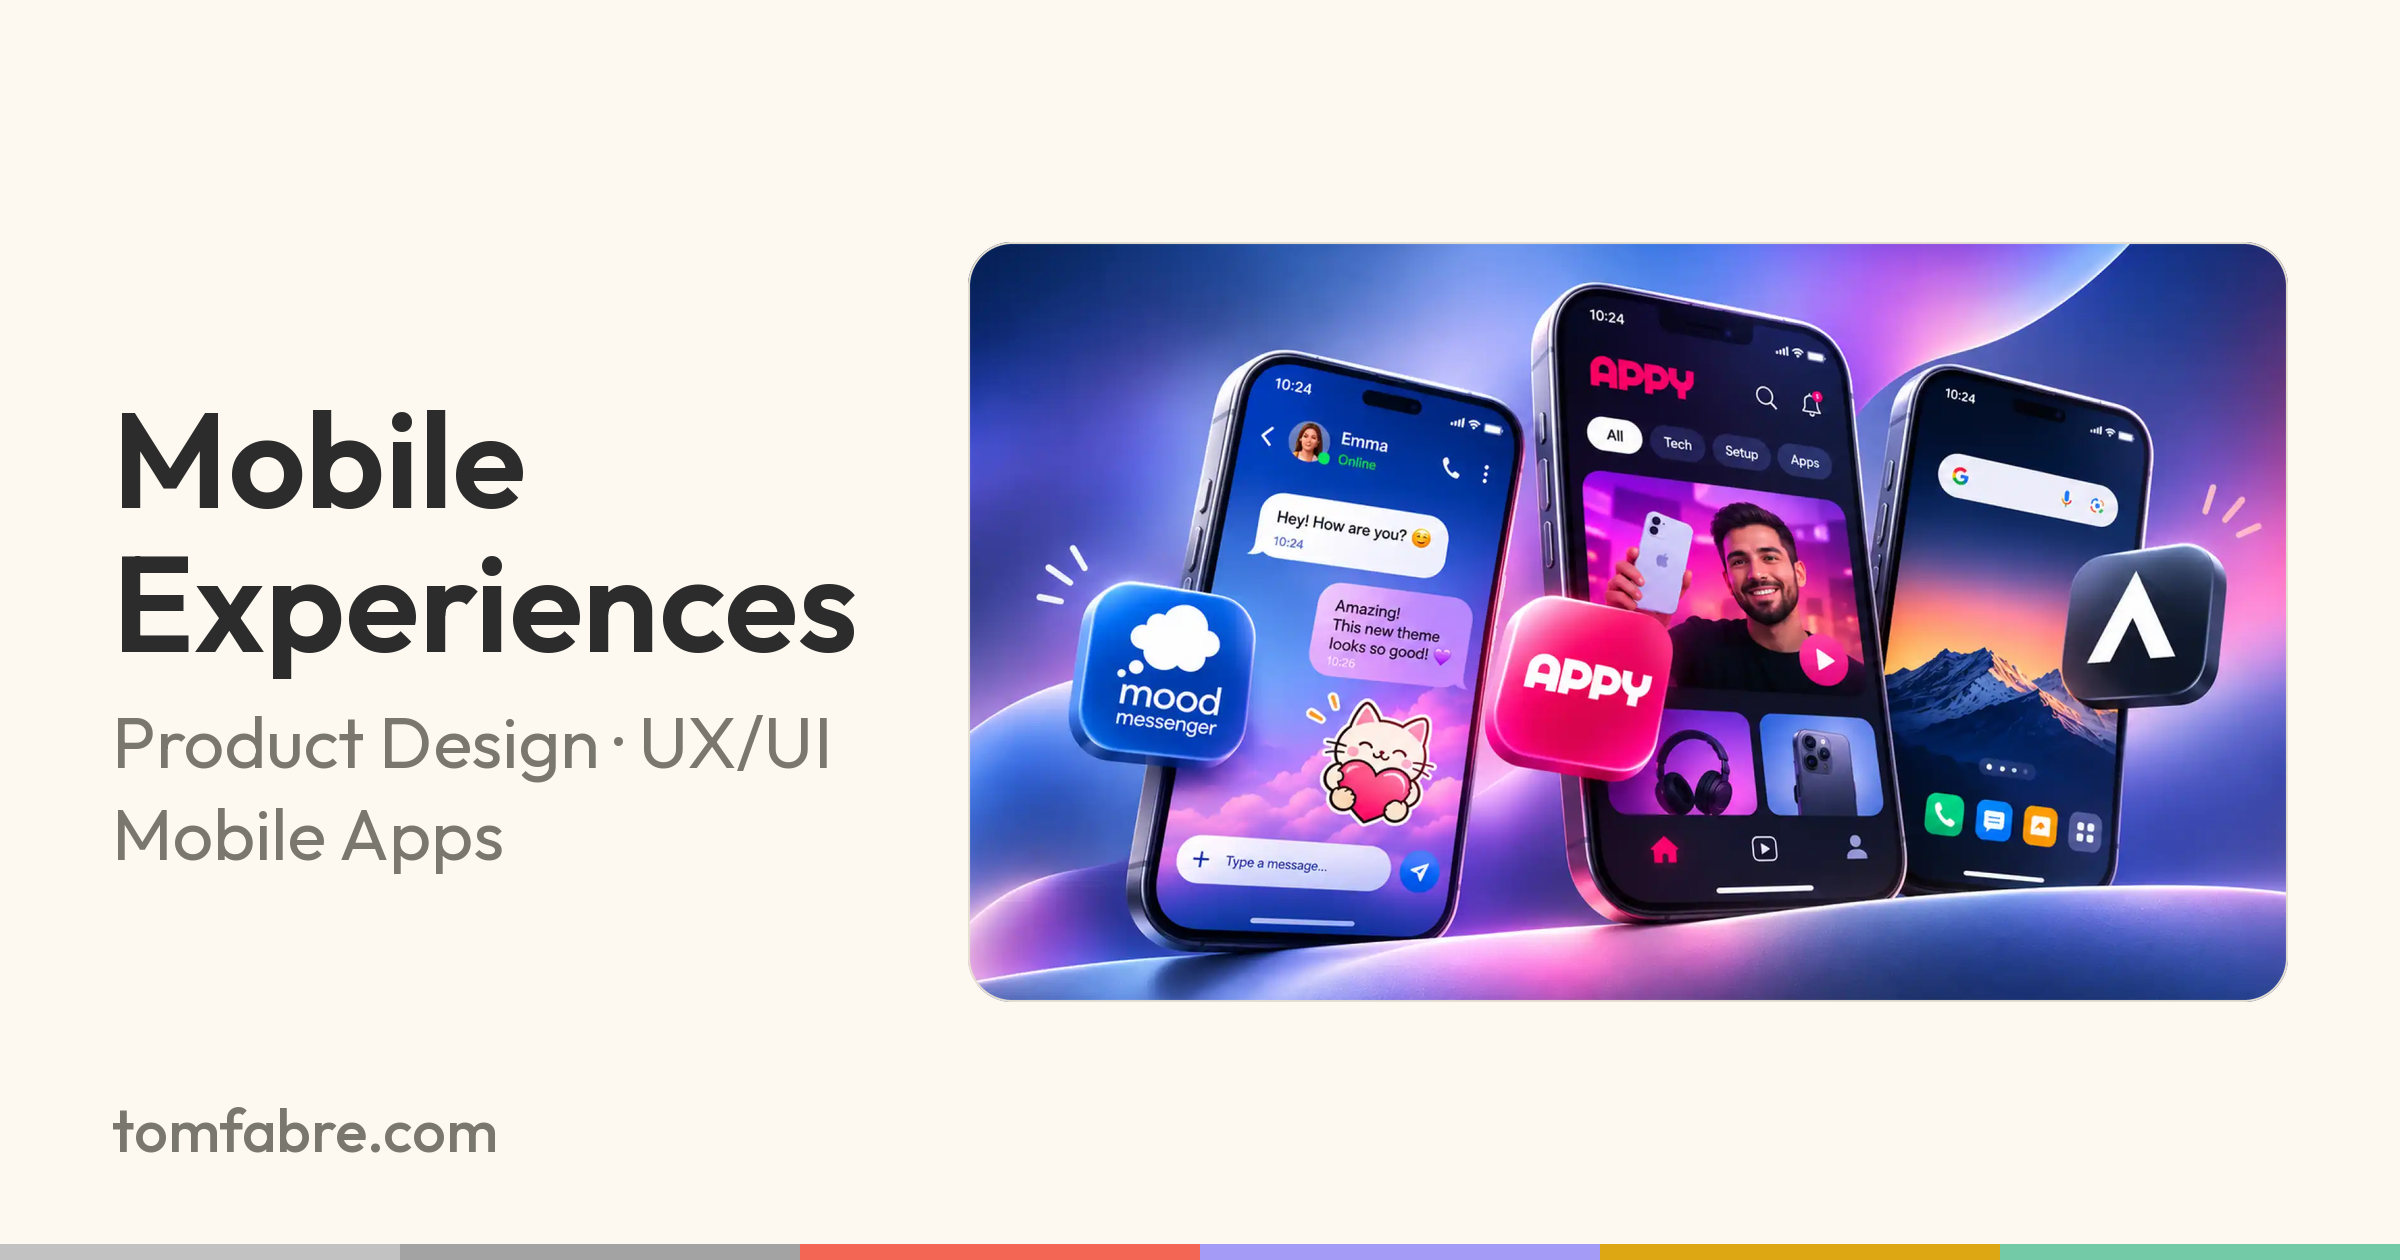 Mobile
Experiences
Product Design · UX/UI
Mobile Apps
tomfabre.com
10:24
Emma
Online
Hey! How are you? 😊
10:24
Amazing!
This new theme
looks so good! 💜
10:26
mood
messenger
+ Type a message...
10:24
APPY
1
All
Tech
Setup
Apps
APPY
10:24
G